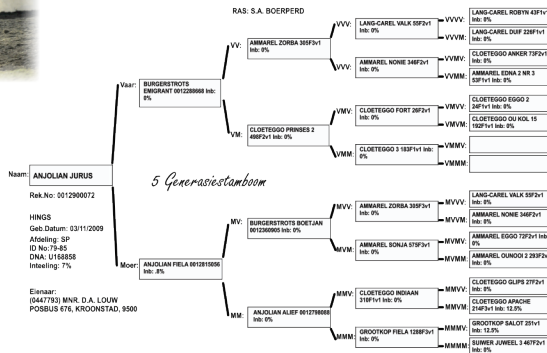 RAS: S.A. BOERPERD
Naam: ANJOLIAN JURUS
Rek.No: 0012900072
HINGS
Geb.Datum: 03/11/2009
Afdeling: SP
ID No:79-85
DNA: U168858
Inteeling: 7%
Eienaar:
(0447793) MNR. D.A. LOUW
POSBUS 676, KROONSTAD, 9500
5 Generasiestamboom
Vaar: BURGERSTROTS
EMIGRANT 0012288668 Inb:
0%
Moer: ANJOLIAN FIELA 0012815056
Inb: .8%
VV: AMMAREL ZORBA 305F3v1
Inb: 0%
VM: CLOETEGGO PRINSES 2
498F2v1 Inb: 0%
MV: BURGERSTROTS BOETJAN
0012360905 Inb: 0%
MM: ANJOLIAN ALIEF 0012798088
Inb: 0%
VVV: LANG-CAREL VALK 55F2v1
Inb: 0%
VVV: AMMAREL NONIE 346F2v1
Inb: 0%
VMV: CLOETEGGO FORT 26F2v1
Inb: 0%
VMM: CLOETEGGO 3 183F1v1 Inb:
0%
MVV: AMMAREL ZORBA 305F3v1
Inb: 0%
MVM: AMMAREL SONJA 575F3v1
Inb: 0%
MMV: CLOETEGGO INDIAAN
310F1v1 Inb: 0%
MMM: GROOTKOP FIELA 1288F3v1
Inb: 0%
VVVV: LANG-CAREL ROBYN 43F1v1
Inb: 0%
VVVM: LANG-CAREL DUIF 226F1v1
Inb: 0%
VVMV: CLOETEGGO ANKER 73F2v1
Inb: 0%
VVMM: AMMAREL EDNA 2 NR 3
53F1v1 Inb: 0%
VMVV: CLOETEGGO EGGO 2
24F1v1 Inb: 0%
VMVM: CLOETEGGO OU KOL 15
192F1v1 Inb: 0%
VMMV:
VMMM:
MVVV: LANG-CAREL VALK 55F2v1
Inb: 0%
MVVM: AMMAREL NONIE 346F2v1
Inb: 0%
MVMV: AMMAREL EGGO 72F2v1 Inb
0%
MVMM: AMMAREL OUNOOI 2 293F2v
Inb: 0%
MMVV: CLOETEGGO GLIPS 27F2v1
Inb: 0%
MMVM: CLOETEGGO APACHE
214F3v1 Inb: 12.5%
MMMV: GROOTKOP SALOT 251v1
Inb: 12.5%
MMMM: SUIWER JUWEEL 3 467F2v1
Inb: 0%